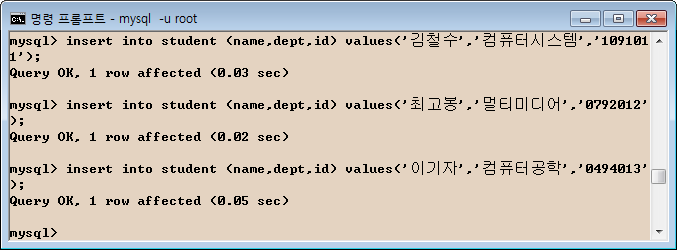 명령 프롬프트 - mysql -u root
mysql> insert into student (name,dept,id) values('김철수','컴퓨터시스템','109101
1');
Query OK, 1 row affected (0.03 sec)
mysql> insert into student (name,dept,id) values('최고봉','멀티미디어','0792012'
);
Query OK, 1 row affected (0.02 sec)
mysql> insert into student (name,dept,id) values('이기자','컴퓨터공학','0494013'
);
Query OK, 1 row affected (0.05 sec)
mysql>